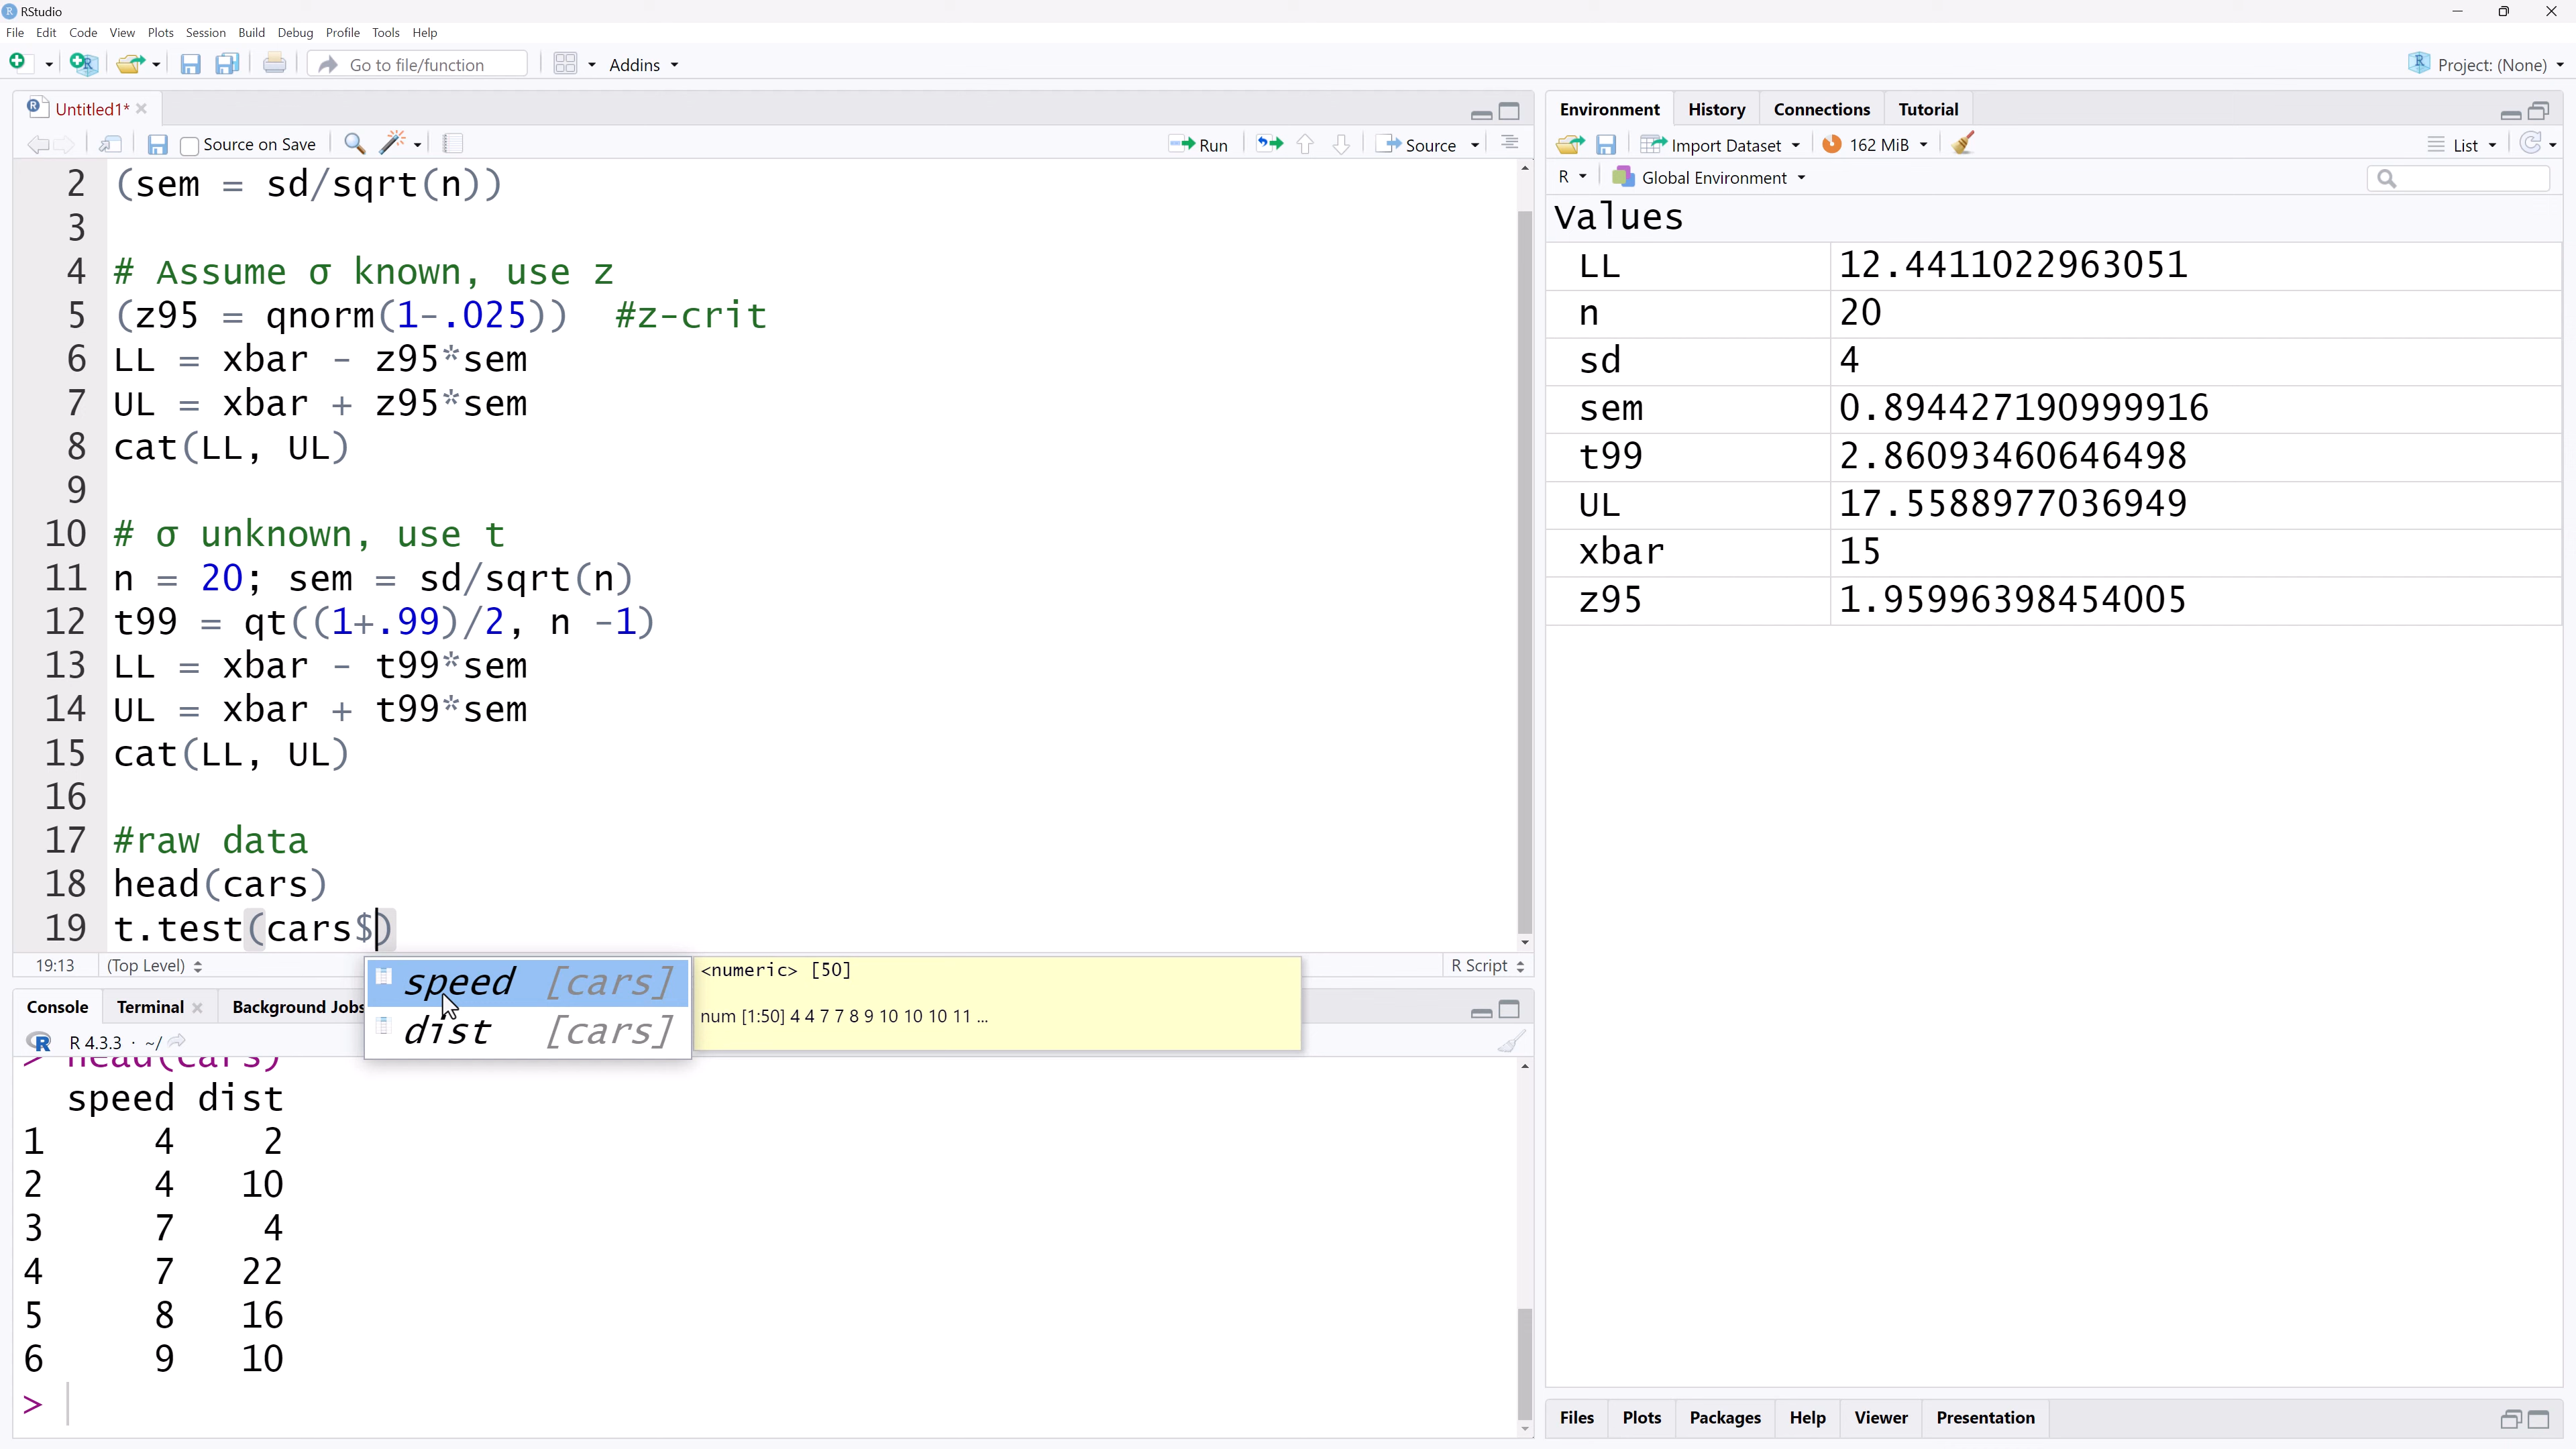 RStudio
File Edit Code View Plots Session Build Debug Profile Tools Help
Go to file/function Addins Project: (None)
Untitled1*
Source on Save Run Source
2 (sem = sd/sqrt(n))
3
4 # Assume σ known, use z
5 (z95 = qnorm(1-.025)) #z-crit
6 LL = xbar - z95*sem
7 UL = xbar + z95*sem
8 cat(LL, UL)
9
10 # σ unknown, use t
11 n = 20; sem = sd/sqrt(n)
12 t99 = qt((1+.99)/2, n -1)
13 LL = xbar - t99*sem
14 UL = xbar + t99*sem
15 cat(LL, UL)
16
17 #raw data
18 head(cars)
19 t.test(cars$)
19:13 (Top Level) R Script
speed [cars]
dist [cars]
<numeric> [50]
num [1:50] 4 4 7 7 8 9 10 10 10 11 ...
Console Terminal Background Jobs
R 4.3.3 · ~/
> head(cars)
speed dist
1 4 2
2 4 10
3 7 4
4 7 22
5 8 16
6 9 10
>
Environment History Connections Tutorial
Import Dataset 162 MiB List
R Global Environment
Values
LL 12.4411022963051
n 20
sd 4
sem 0.894427190999916
t99 2.86093460646498
UL 17.5588977036949
xbar 15
z95 1.95996398454005
Files Plots Packages Help Viewer Presentation